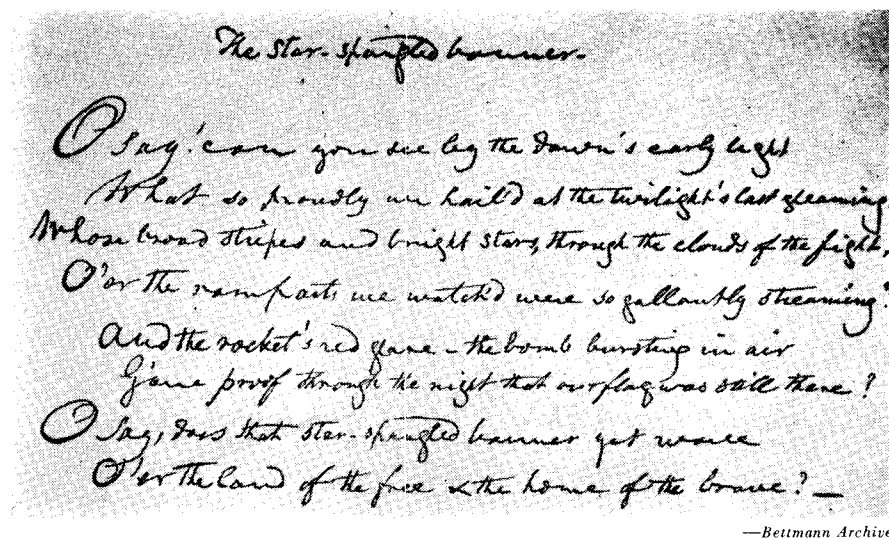 The star-spangled banner-
O say! can you see by the dawn's early light
What so proudly we hail'd at the twilight's last gleaming
Whose broad stripes and bright stars, through the clouds of the fight,
O'er the ramparts we watch'd were so gallantly streaming?
And the rocket's red glare - the bomb bursting in air
Gave proof through the night that our flag was still there?
O say, does that star-spangled banner yet wave
O'er the land of the free & the home of the brave? —
—Bettmann Archive